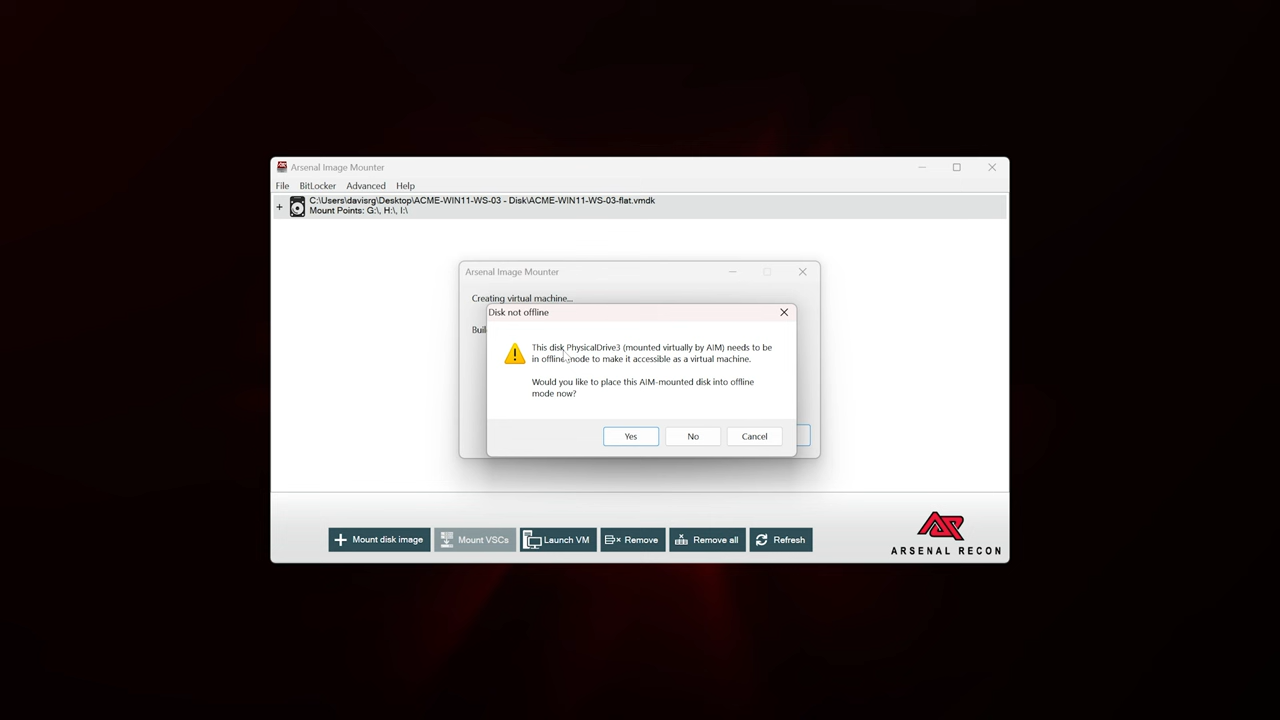 Arsenal Image Mounter
File BitLocker Advanced Help
+ C:\Users\davisrg\Desktop\ACME-WIN11-WS-03 - Disk\ACME-WIN11-WS-03-flat.vmdk
Mount Points: G:\, H:\, I:\
Arsenal Image Mounter
Creating virtual machine...
Disk not offline
Buil
This disk PhysicalDrive3 (mounted virtually by AIM) needs to be
in offline mode to make it accessible as a virtual machine.
Would you like to place this AIM-mounted disk into offline
mode now?
Yes No Cancel
Mount disk image Mount VSCs Launch VM Remove Remove all Refresh
ARSENAL RECON